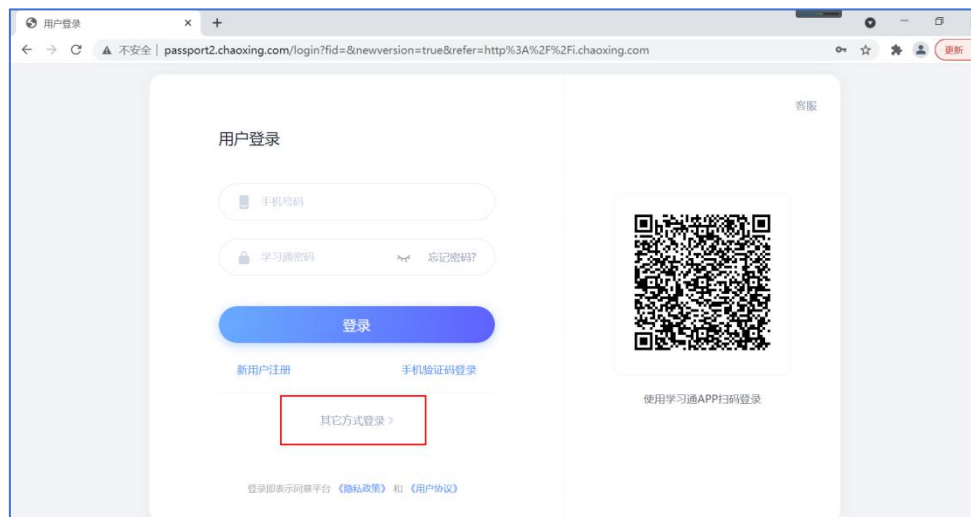 用户登录
不安全 | passport2.chaoxing.com/login?fid=&newversion=true&refer=http%3A%2F%2Fi.chaoxing.com
更新
客服
用户登录
手机号码
学习通密码 忘记密码?
登录
新用户注册 手机验证码登录
其它方式登录 >
使用学习通APP扫码登录
登录即表示同意平台《隐私政策》和《用户协议》